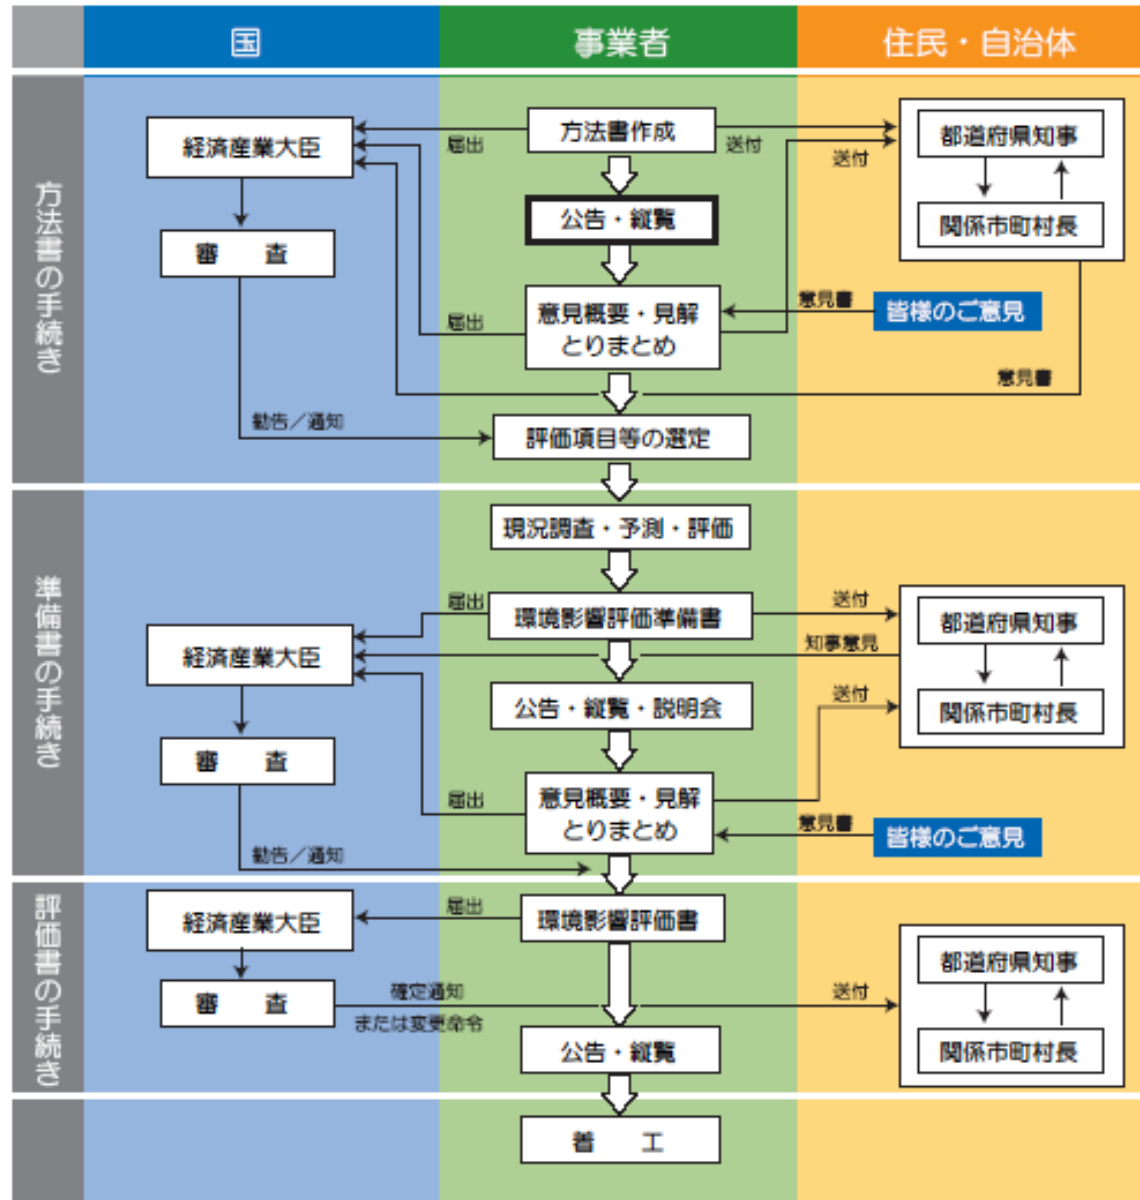 国
事業者
住民・自治体
方法書の手続き
経済産業大臣
届出
方法書作成
送付
送付
都道府県知事
審　査
公告・縦覧
関係市町村長
届出
意見概要・見解
とりまとめ
意見書
皆様のご意見
意見書
勧告／通知
評価項目等の選定
準備書の手続き
現況調査・予測・評価
届出
環境影響評価準備書
送付
都道府県知事
経済産業大臣
知事意見
公告・縦覧・説明会
送付
関係市町村長
審　査
届出
意見概要・見解
とりまとめ
意見書
皆様のご意見
勧告／通知
評価書の手続き
経済産業大臣
届出
環境影響評価書
都道府県知事
審　査
確定通知
または変更命令
送付
公告・縦覧
関係市町村長
着　工